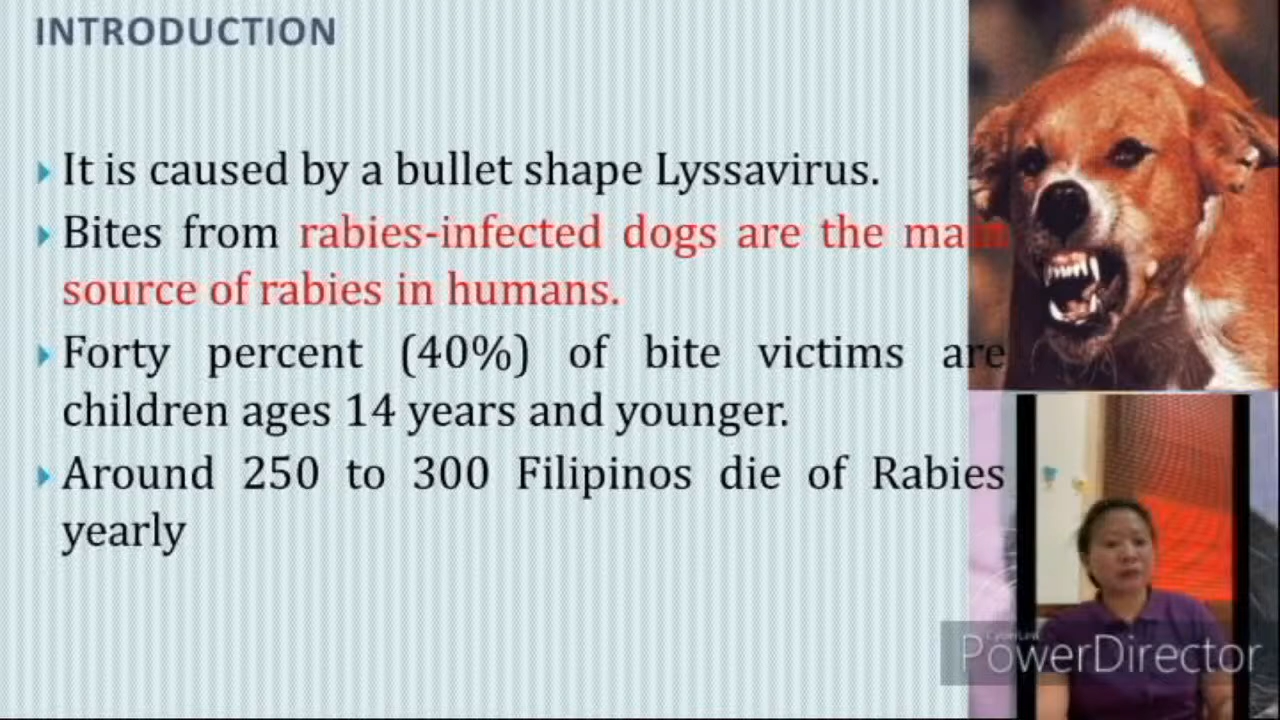 INTRODUCTION
It is caused by a bullet shape Lyssavirus.
Bites from rabies-infected dogs are the main
source of rabies in humans.
Forty percent (40%) of bite victims are
children ages 14 years and younger.
Around 250 to 300 Filipinos die of Rabies
yearly
CyberLink
PowerDirector